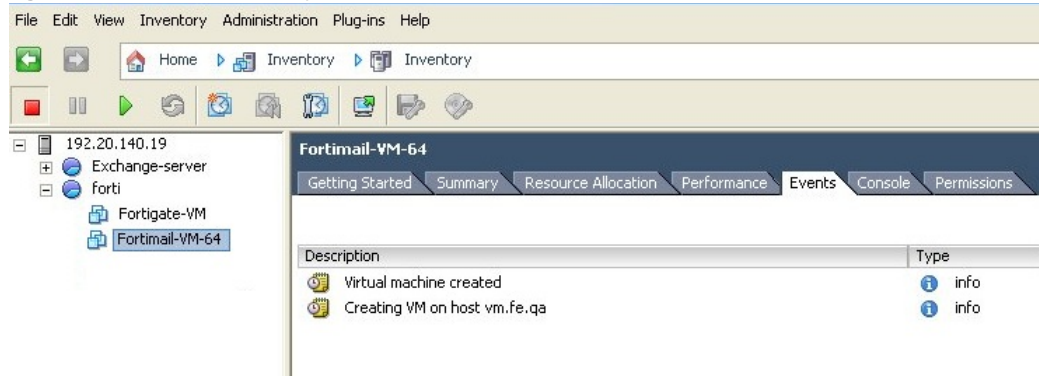 File Edit View Inventory Administration Plug-ins Help
Home Inventory Inventory
192.20.140.19
Exchange-server
forti
Fortigate-VM
Fortimail-VM-64
Fortimail-VM-64
Getting Started Summary Resource Allocation Performance Events Console Permissions
Description Type
Virtual machine created info
Creating VM on host vm.fe.qa info